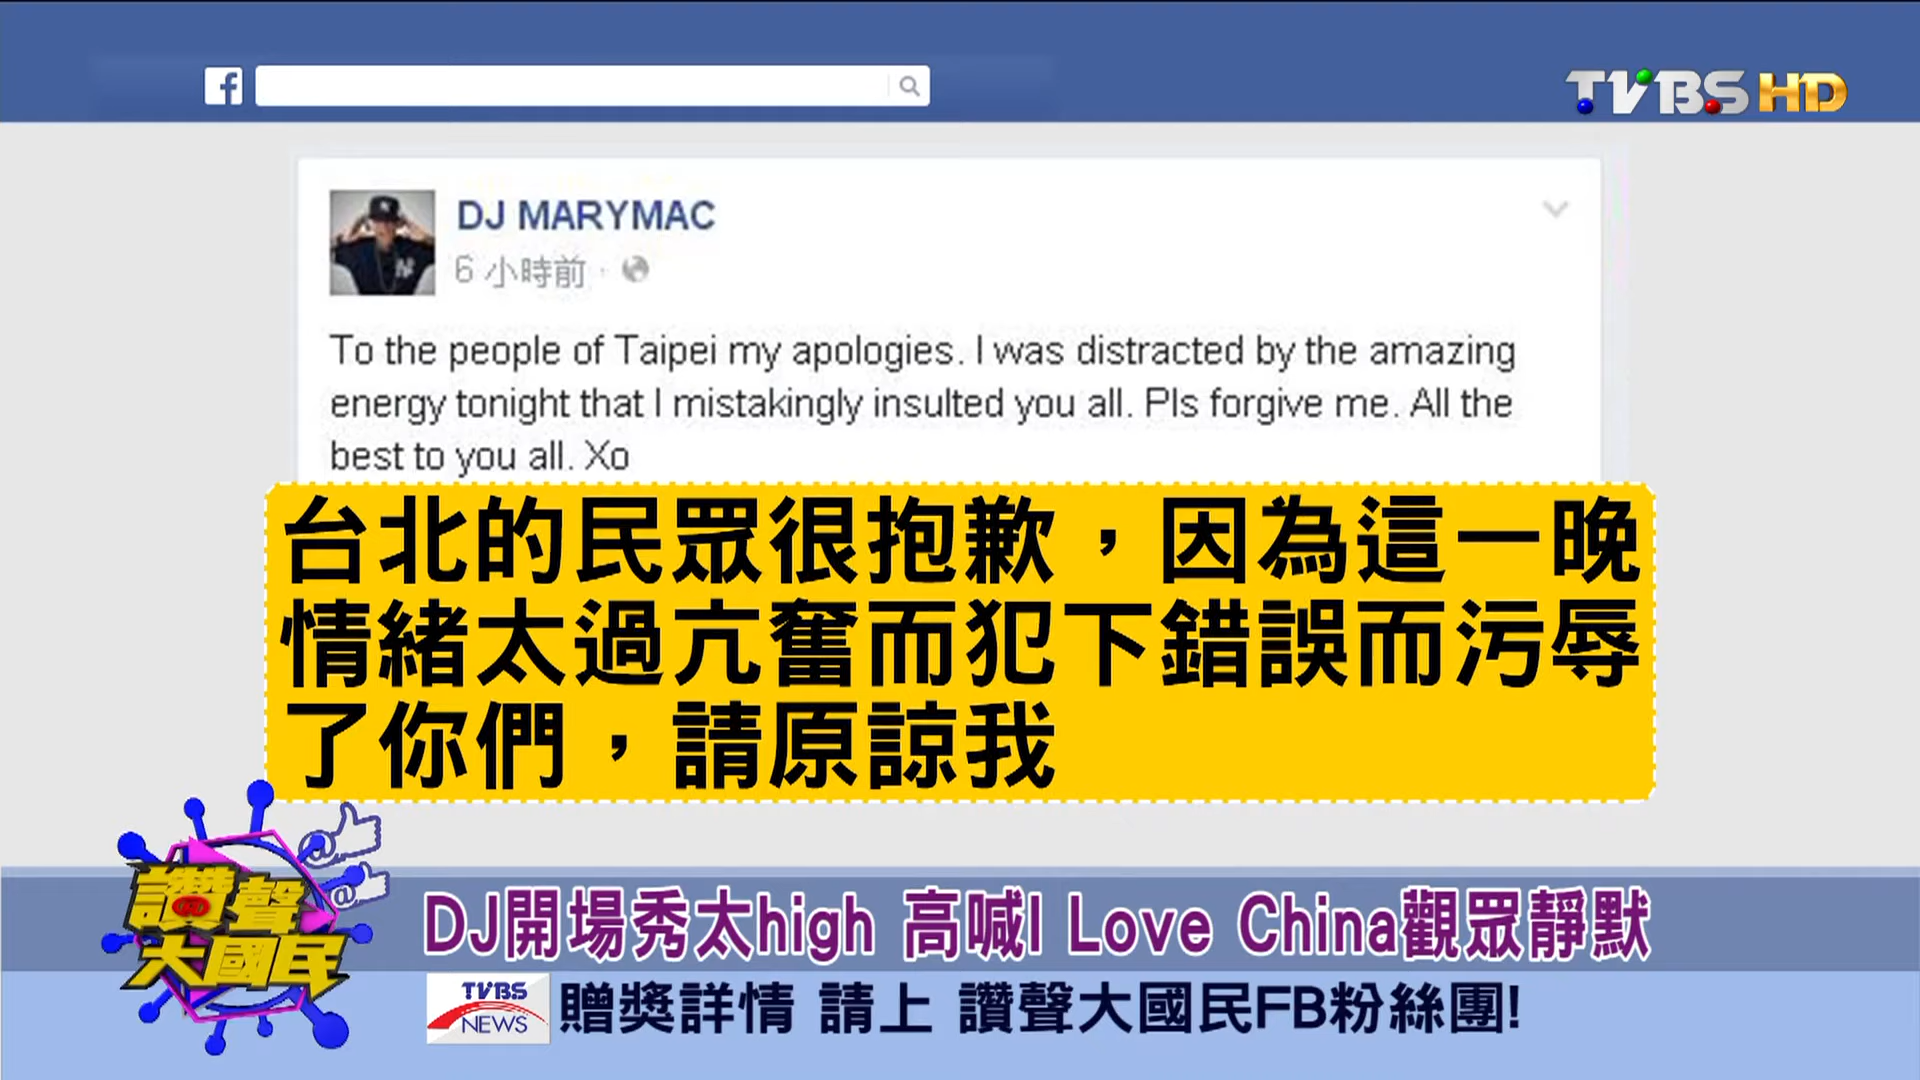 f
TVBS HD
DJ MARYMAC
6 小時前 ·
To the people of Taipei my apologies. I was distracted by the amazing
energy tonight that I mistakingly insulted you all. Pls forgive me. All the
best to you all. Xo
台北的民眾很抱歉，因為這一晚
情緒太過亢奮而犯下錯誤而污辱
了你們，請原諒我
讚聲
大國民
DJ開場秀太high 高喊I Love China觀眾靜默
TVBS
NEWS
贈獎詳情 請上 讚聲大國民FB粉絲團!